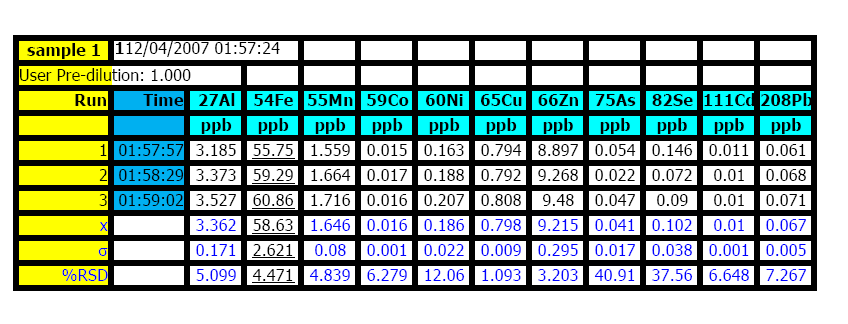 sample 1 112/04/2007 01:57:24
User Pre-dilution: 1.000
Run Time 27Al 54Fe 55Mn 59Co 60Ni 65Cu 66Zn 75As 82Se 111Cd 208Pb
ppb ppb ppb ppb ppb ppb ppb ppb ppb ppb ppb
1 01:57:57 3.185 55.75 1.559 0.015 0.163 0.794 8.897 0.054 0.146 0.011 0.061
2 01:58:29 3.373 59.29 1.664 0.017 0.188 0.792 9.268 0.022 0.072 0.01 0.068
3 01:59:02 3.527 60.86 1.716 0.016 0.207 0.808 9.48 0.047 0.09 0.01 0.071
x 3.362 58.63 1.646 0.016 0.186 0.798 9.215 0.041 0.102 0.01 0.067
σ 0.171 2.621 0.08 0.001 0.022 0.009 0.295 0.017 0.038 0.001 0.005
%RSD 5.099 4.471 4.839 6.279 12.06 1.093 3.203 40.91 37.56 6.648 7.267